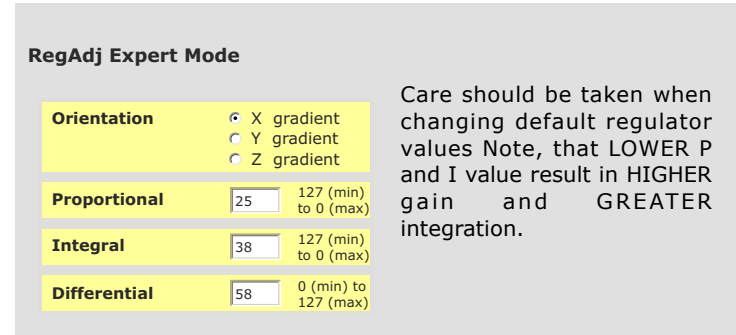 RegAdj Expert Mode
Orientation
X gradient
Y gradient
Z gradient
Proportional
25
127 (min)
to 0 (max)
Integral
38
127 (min)
to 0 (max)
Differential
58
0 (min) to
127 (max)
Care should be taken when
changing default regulator
values Note, that LOWER P
and I value result in HIGHER
gain and GREATER
integration.